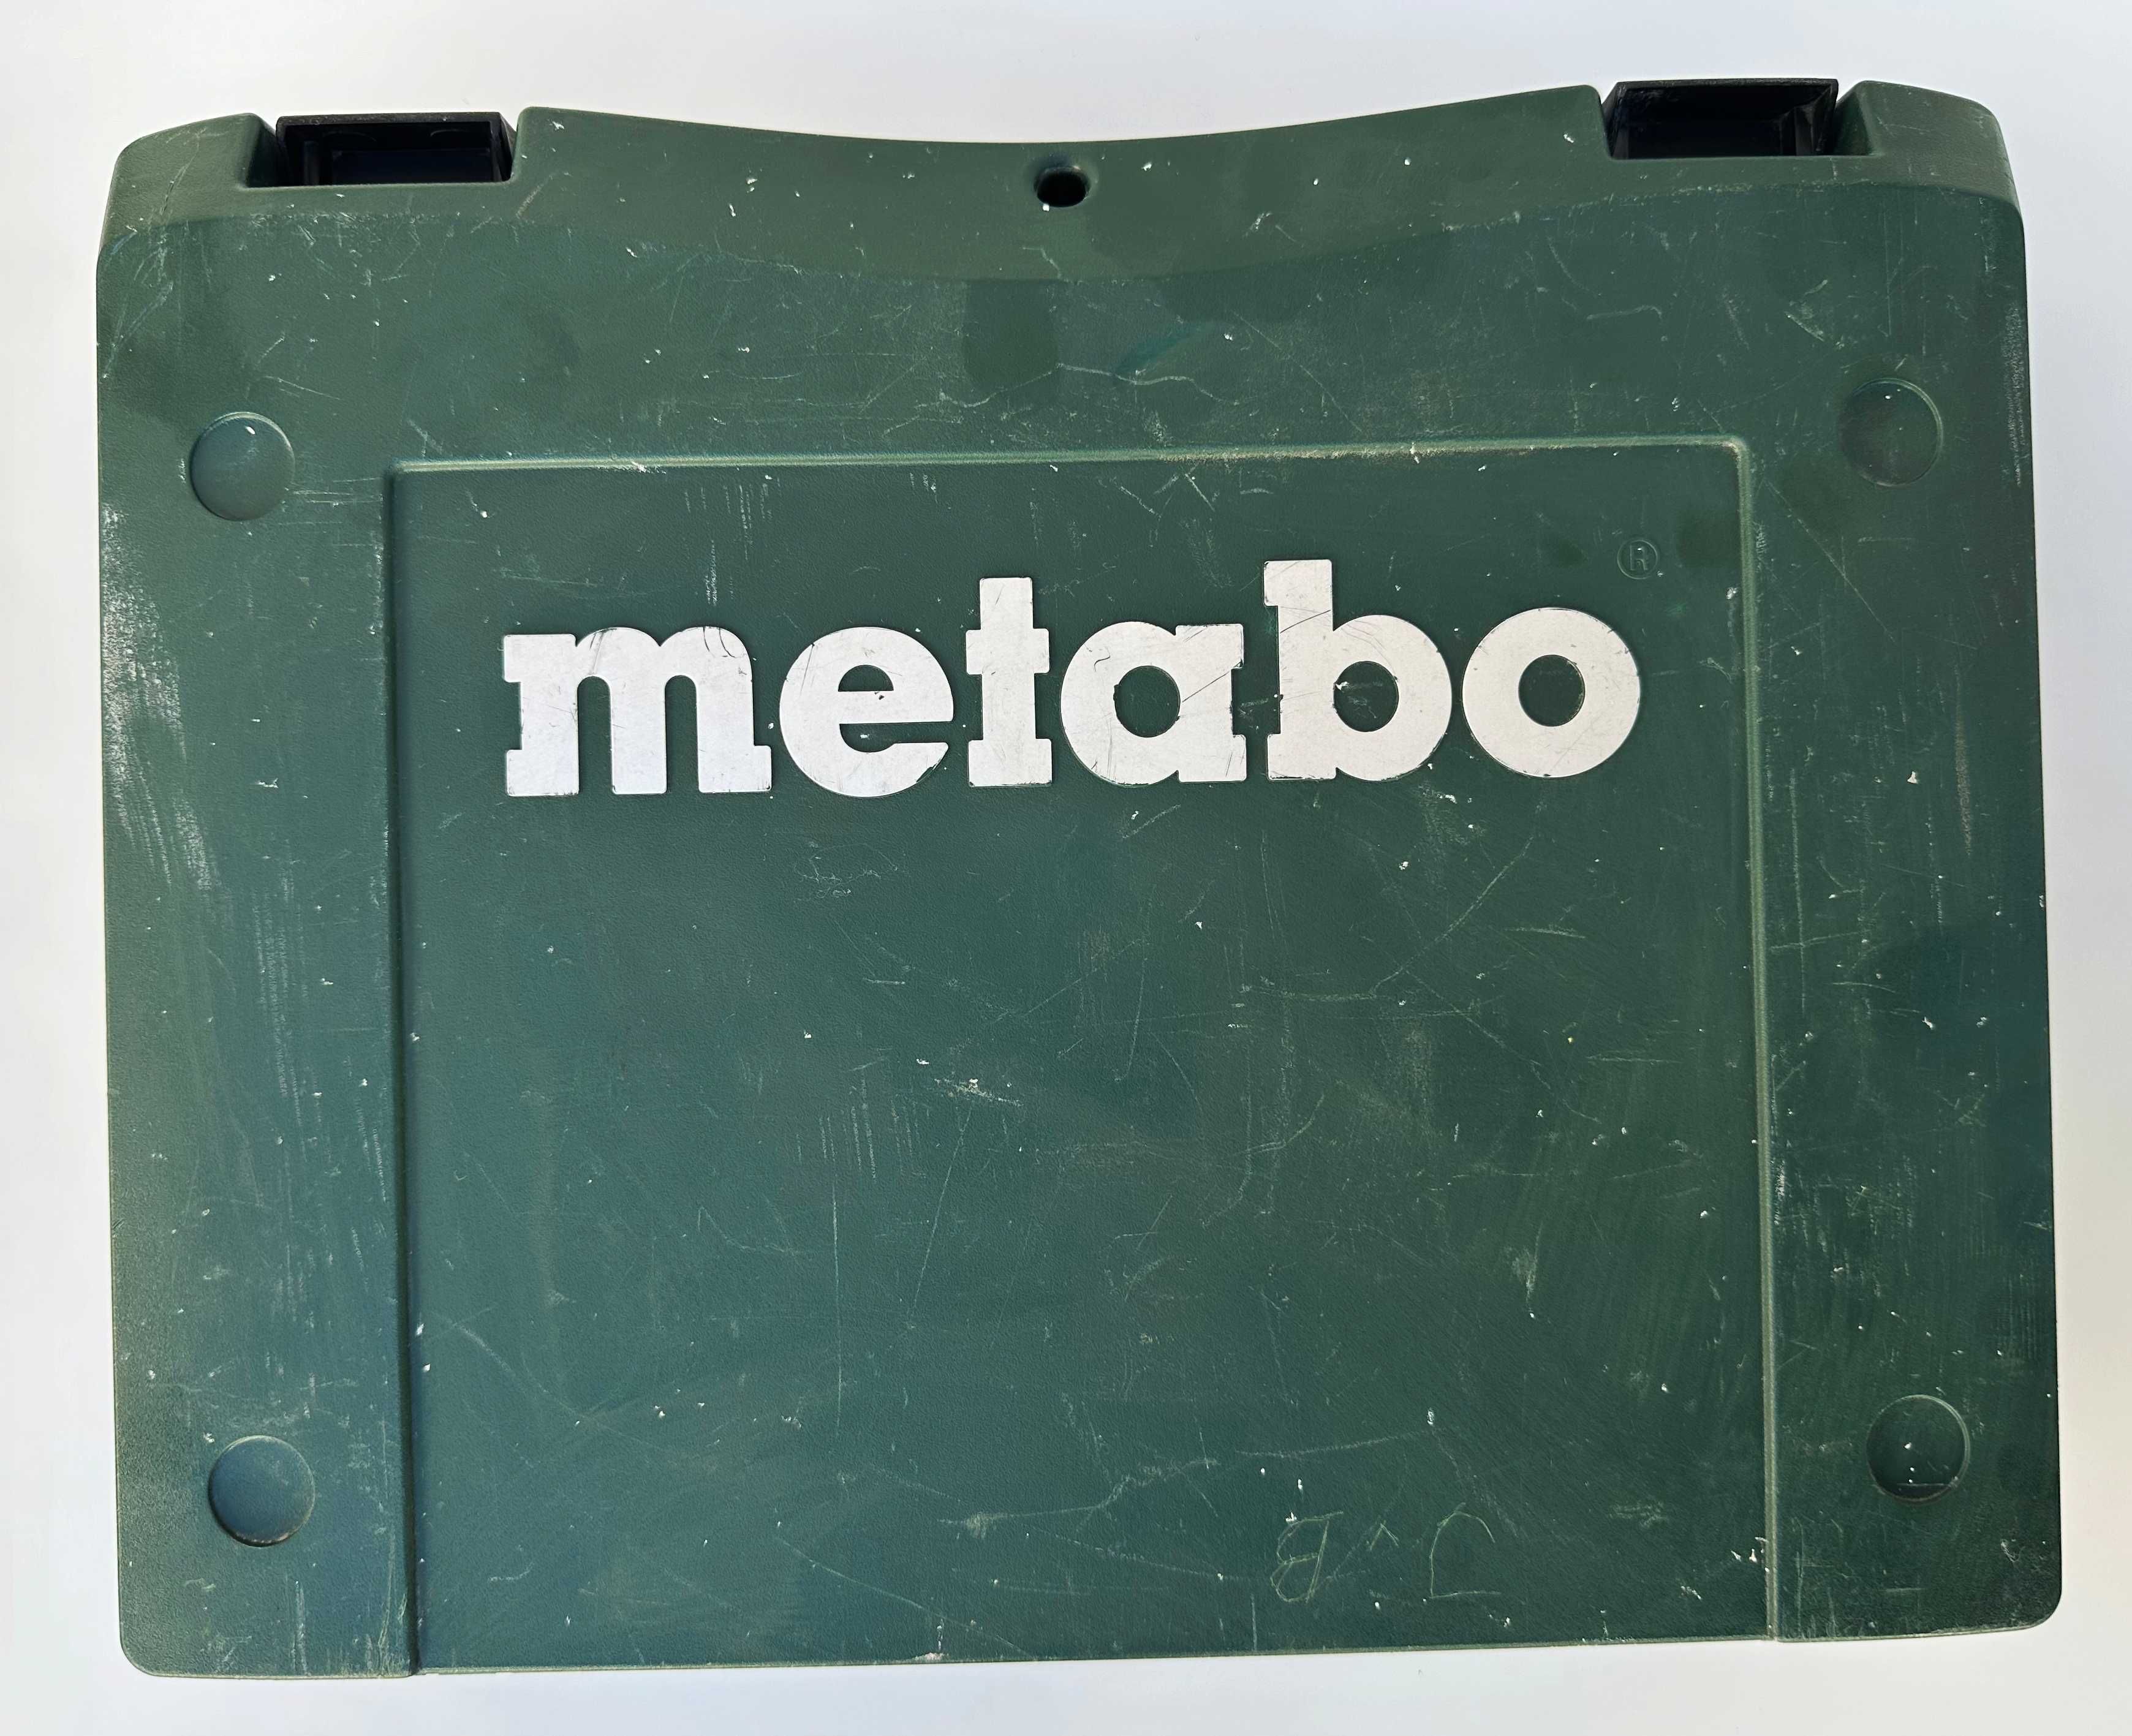 metabo
®
J v B